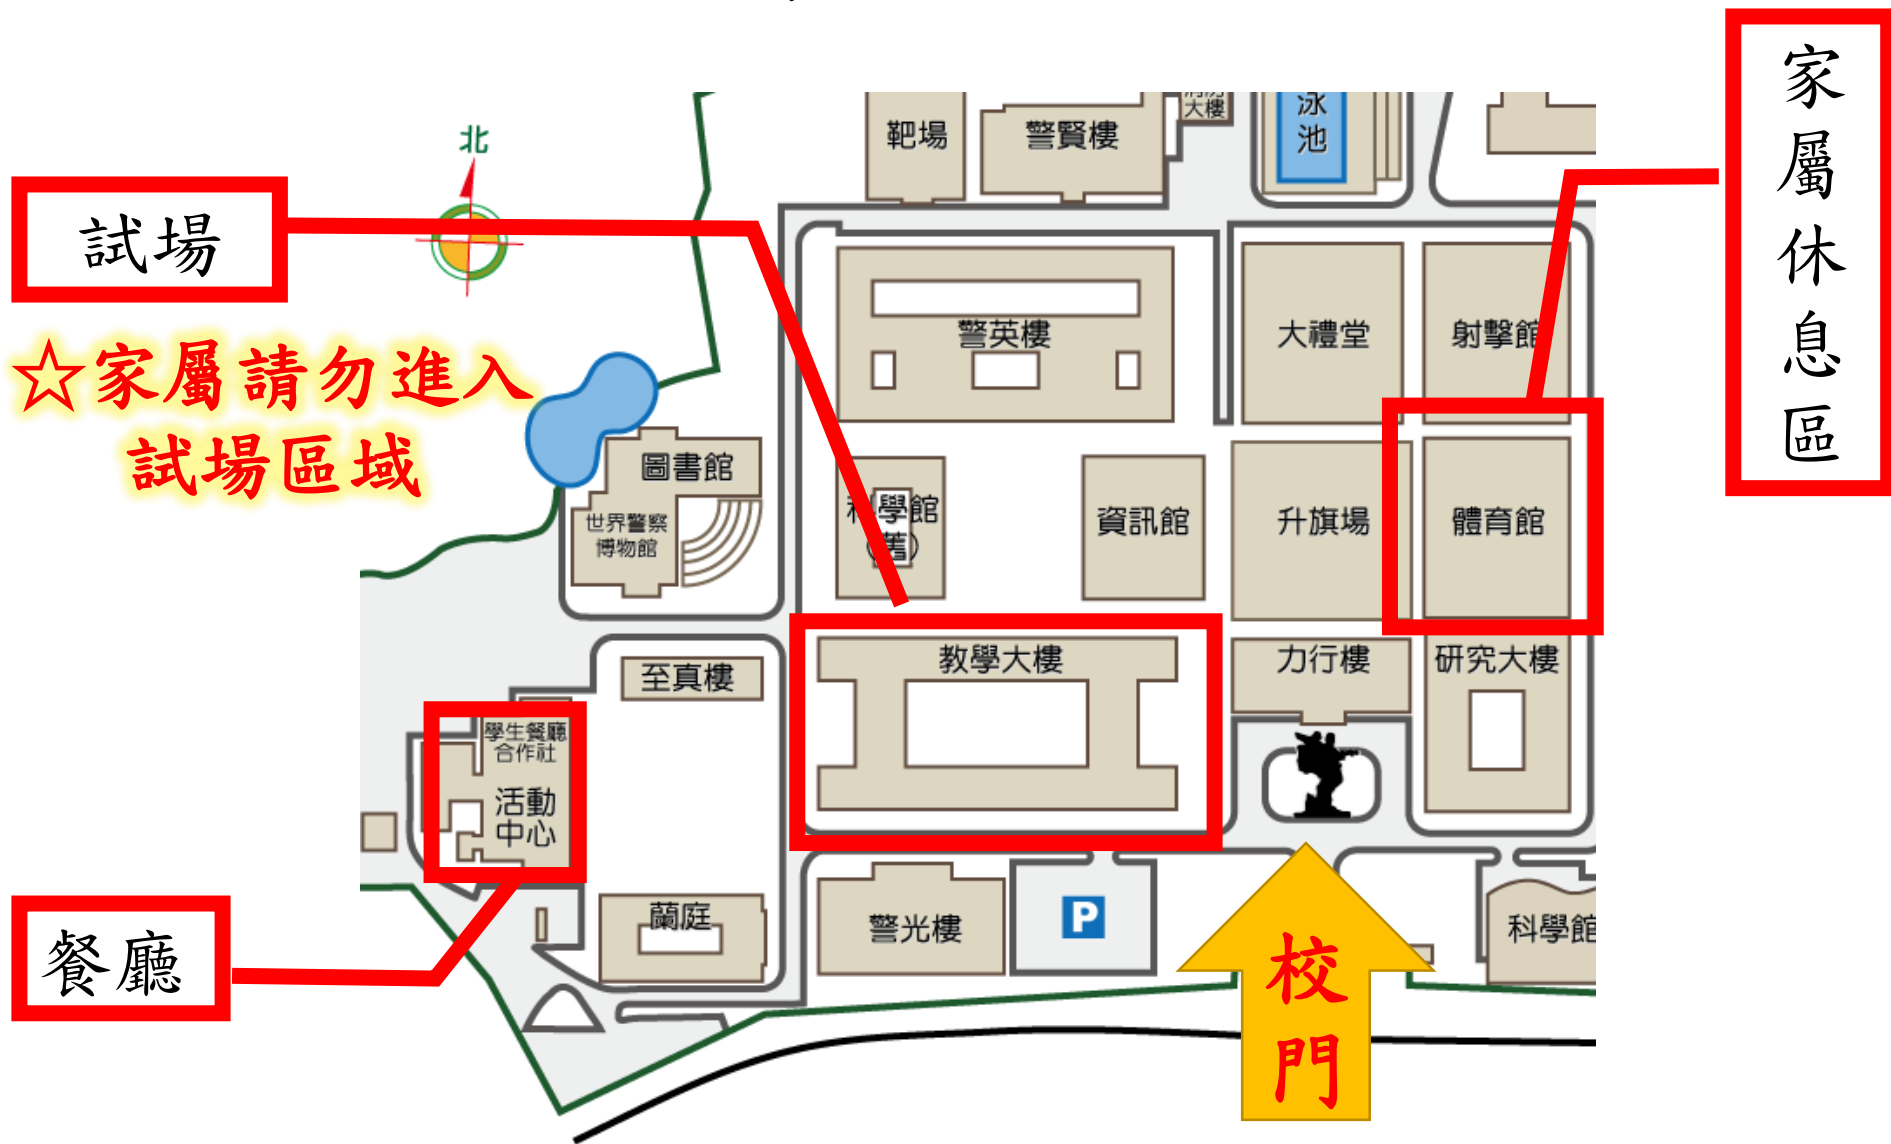 家屬休息區
北
靶場
警賢樓
大樓
泳池
試場
☆家屬請勿進入
試場區域
警英樓
大禮堂
射擊館
圖書館
世界警察
博物館
科學館
(舊)
資訊館
升旗場
體育館
至真樓
教學大樓
力行樓
研究大樓
學生餐廳
合作社
活動
中心
餐廳
蘭庭
警光樓
P
校門
科學館